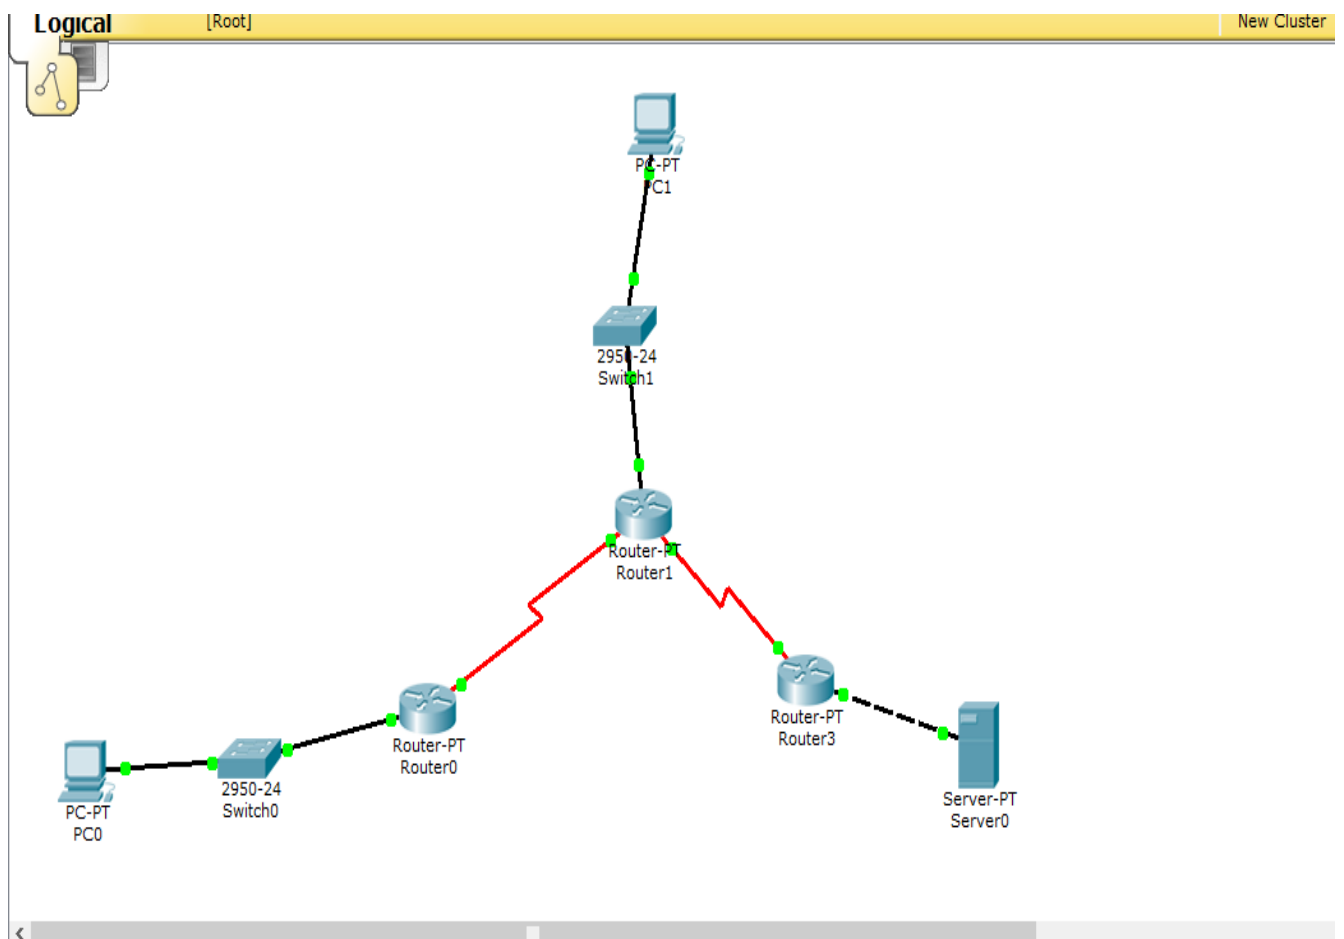 Logical
[Root]
New Cluster
PC-PT
PC1
2950-24
Switch1
Router-PT
Router1
Router-PT
Router3
Router-PT
Router0
Server-PT
Server0
2950-24
Switch0
PC-PT
PC0